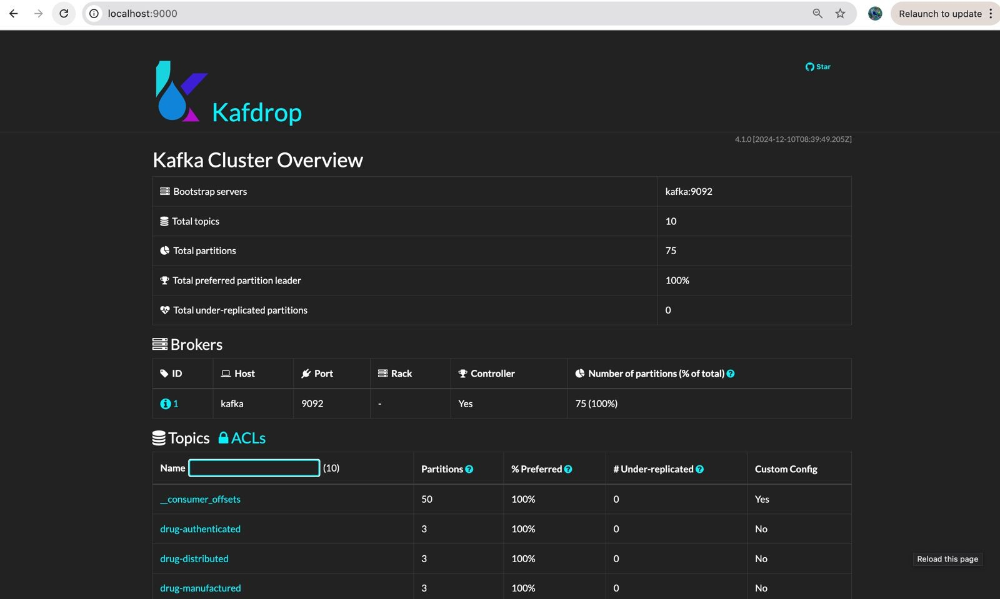 localhost:9000
Relaunch to update
Star
Kafdrop
4.1.0 [2024-12-10T08:39:49.205Z]
Kafka Cluster Overview
Bootstrap servers kafka:9092
Total topics 10
Total partitions 75
Total preferred partition leader 100%
Total under-replicated partitions 0
Brokers
ID Host Port Rack Controller Number of partitions (% of total)
1 kafka 9092 - Yes 75 (100%)
Topics ACLs
Name (10) Partitions % Preferred # Under-replicated Custom Config
__consumer_offsets 50 100% 0 Yes
drug-authenticated 3 100% 0 No
drug-distributed 3 100% 0 No
Reload this page
drug-manufactured 3 100% 0 No